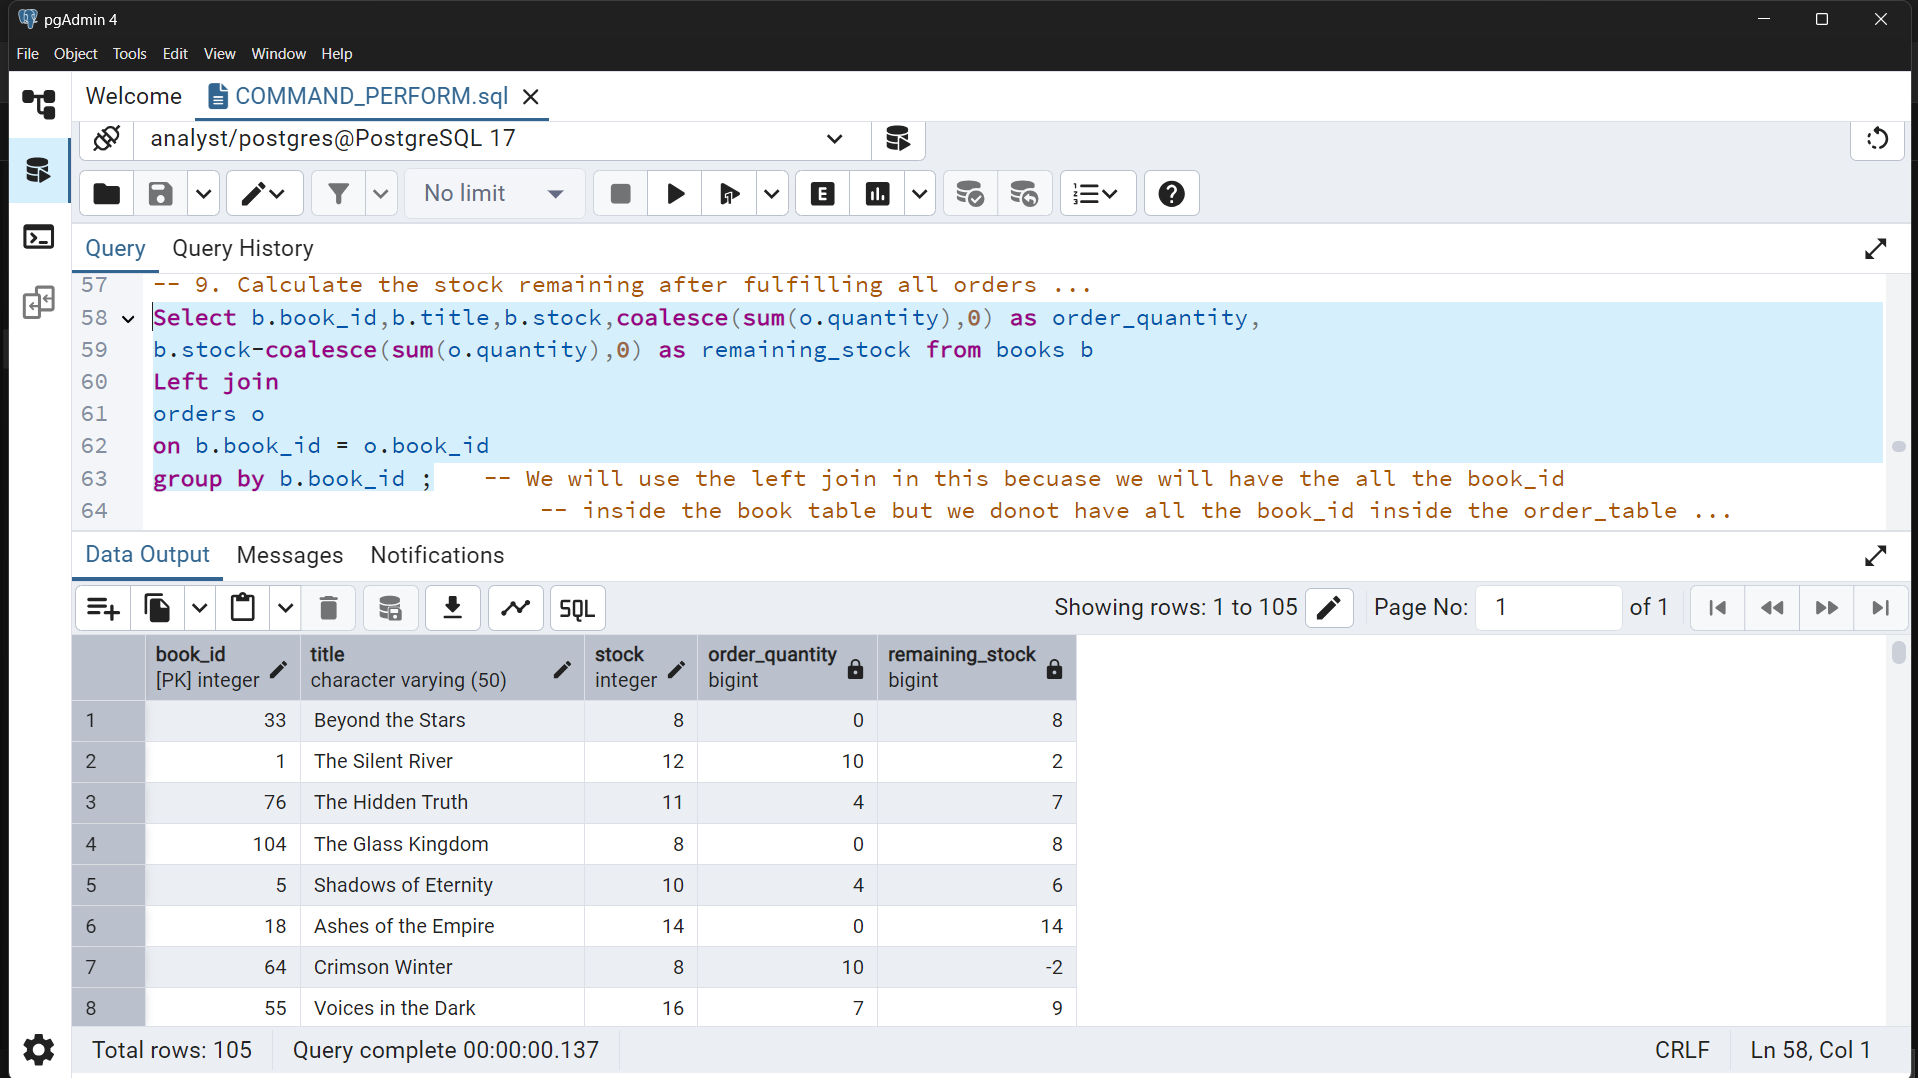 pgAdmin 4
File Object Tools Edit View Window Help
Welcome COMMAND_PERFORM.sql
analyst/postgres@PostgreSQL 17
No limit
E
Query Query History
57 -- 9. Calculate the stock remaining after fulfilling all orders ...
58 Select b.book_id,b.title,b.stock,coalesce(sum(o.quantity),0) as order_quantity,
59 b.stock-coalesce(sum(o.quantity),0) as remaining_stock from books b
60 Left join
61 orders o
62 on b.book_id = o.book_id
63 group by b.book_id ; -- We will use the left join in this becuase we will have the all the book_id
64 -- inside the book table but we donot have all the book_id inside the order_table ...
Data Output Messages Notifications
SQL Showing rows: 1 to 105 Page No: 1 of 1
book_id title stock order_quantity remaining_stock
[PK] integer character varying (50) integer bigint bigint
1 33 Beyond the Stars 8 0 8
2 1 The Silent River 12 10 2
3 76 The Hidden Truth 11 4 7
4 104 The Glass Kingdom 8 0 8
5 5 Shadows of Eternity 10 4 6
6 18 Ashes of the Empire 14 0 14
7 64 Crimson Winter 8 10 -2
8 55 Voices in the Dark 16 7 9
Total rows: 105 Query complete 00:00:00.137 CRLF Ln 58, Col 1